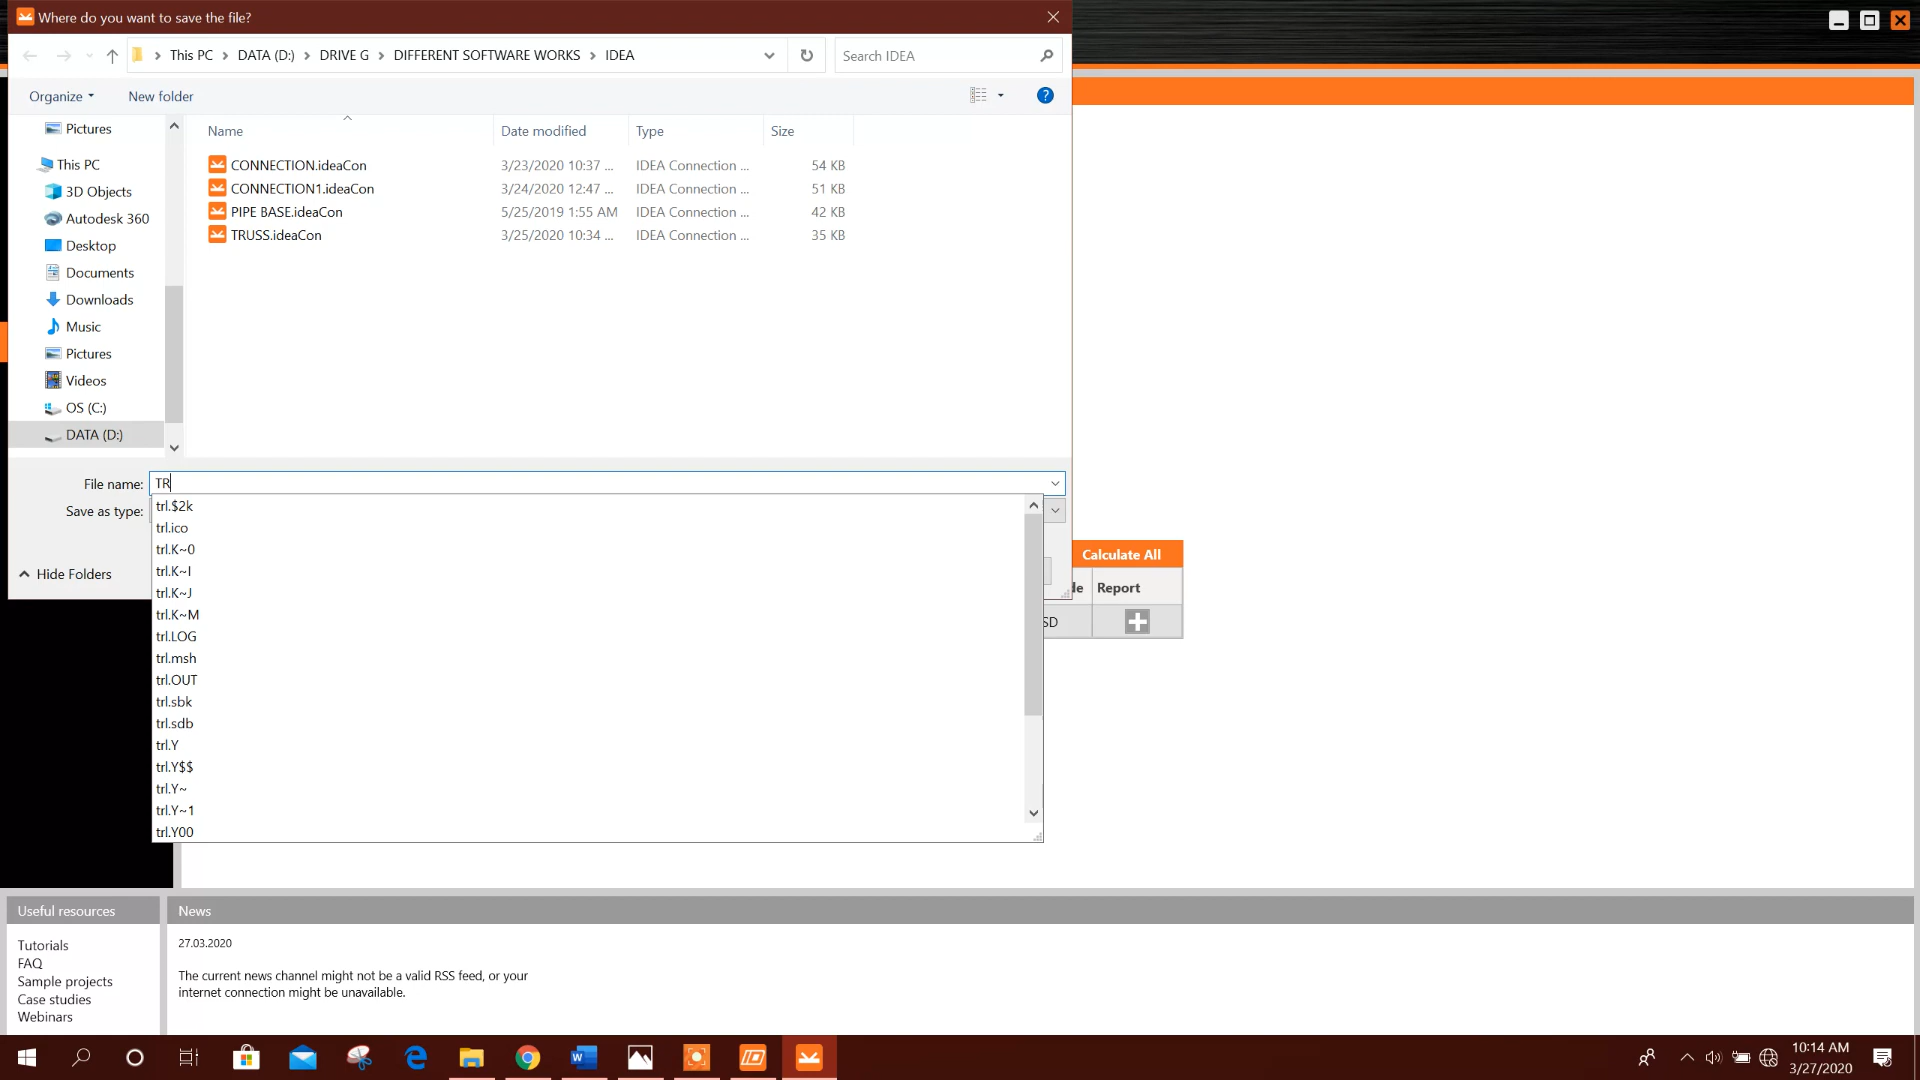 Where do you want to save the file?
This PC > DATA (D:) > DRIVE G > DIFFERENT SOFTWARE WORKS > IDEA
Search IDEA
Organize
New folder
Name
Date modified
Type
Size
CONNECTION.ideaCon 3/23/2020 10:37 ... IDEA Connection ... 54 KB
CONNECTION1.ideaCon 3/24/2020 12:47 ... IDEA Connection ... 51 KB
PIPE BASE.ideaCon 5/25/2019 1:55 AM IDEA Connection ... 42 KB
TRUSS.ideaCon 3/25/2020 10:34 ... IDEA Connection ... 35 KB
Pictures
This PC
3D Objects
Autodesk 360
Desktop
Documents
Downloads
Music
Pictures
Videos
OS (C:)
DATA (D:)
File name: TR
Save as type:
Hide Folders
trl.$2k
trl.ico
trl.K~0
trl.K~I
trl.K~J
trl.K~M
trl.LOG
trl.msh
trl.OUT
trl.sbk
trl.sdb
trl.Y
trl.Y$$
trl.Y~
trl.Y~1
trl.Y00
Calculate All
de Report
SD
Useful resources
Tutorials
FAQ
Sample projects
Case studies
Webinars
News
27.03.2020
The current news channel might not be a valid RSS feed, or your
internet connection might be unavailable.
10:14 AM
3/27/2020